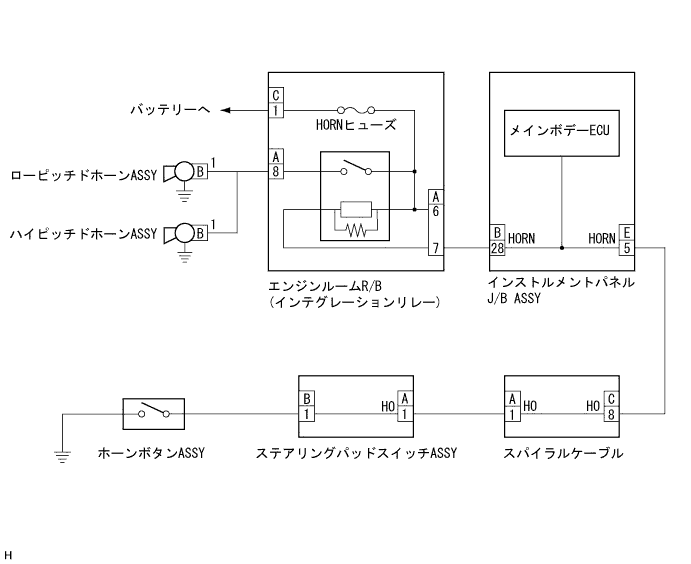 C
1
バッテリーへ
HORNヒューズ
メインボデーECU
A
8
ローピッチドホーンASSY
B
1
A
6
ハイピッチドホーンASSY
B
1
7
B
28
HORN
HORN
E
5
エンジンルームR/B
(インテグレーションリレー)
インストルメントパネル
J/B ASSY
B
1
HO
A
1
A
1
HO
HO
C
8
ホーンボタンASSY
ステアリングパッドスイッチASSY
スパイラルケーブル
H